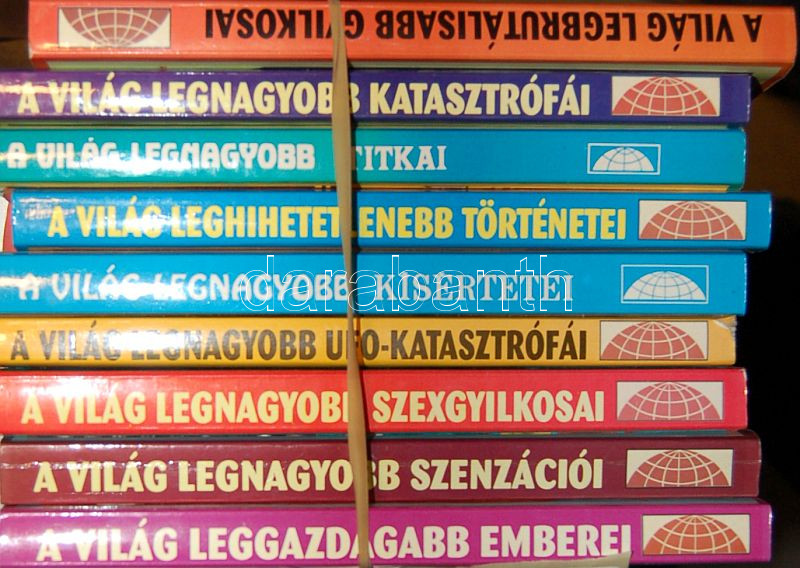 A VILÁG LEGBRUTÁLISABB GYILKOSAI
A VILÁG LEGNAGYOBB KATASZTRÓFÁI
A VILÁG LEGNAGYOBB TITKAI
A VILÁG LEGHIHETETLENEBB TÖRTÉNETEI
A VILÁG LEGNAGYOBB KÍSÉRTETEI
darabanth
A VILÁG LEGNAGYOBB UFO-KATASZTRÓFÁI
A VILÁG LEGNAGYOBB SZEXGYILKOSAI
A VILÁG LEGNAGYOBB SZENZÁCIÓI
A VILÁG LEGGAZDAGABB EMBEREI